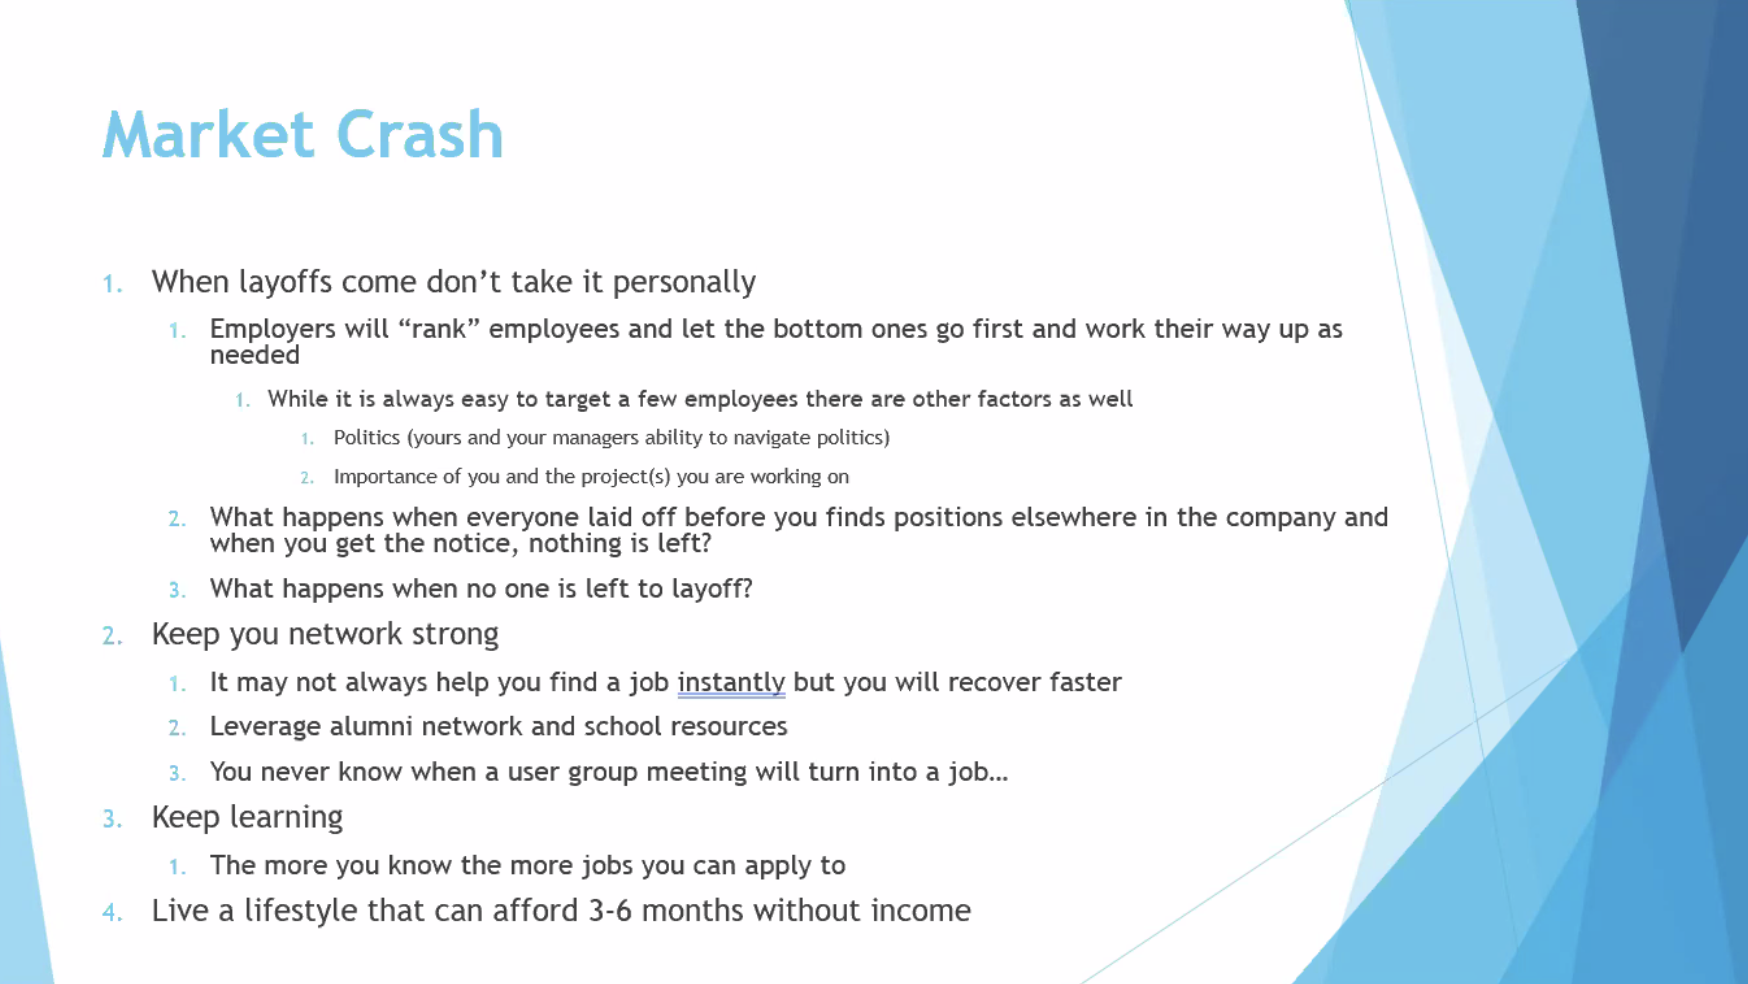 Market Crash
1. When layoffs come don’t take it personally
1. Employers will “rank” employees and let the bottom ones go first and work their way up as
needed
1. While it is always easy to target a few employees there are other factors as well
1. Politics (yours and your managers ability to navigate politics)
2. Importance of you and the project(s) you are working on
2. What happens when everyone laid off before you finds positions elsewhere in the company and
when you get the notice, nothing is left?
3. What happens when no one is left to layoff?
2. Keep you network strong
1. It may not always help you find a job instantly but you will recover faster
2. Leverage alumni network and school resources
3. You never know when a user group meeting will turn into a job…
3. Keep learning
1. The more you know the more jobs you can apply to
4. Live a lifestyle that can afford 3-6 months without income